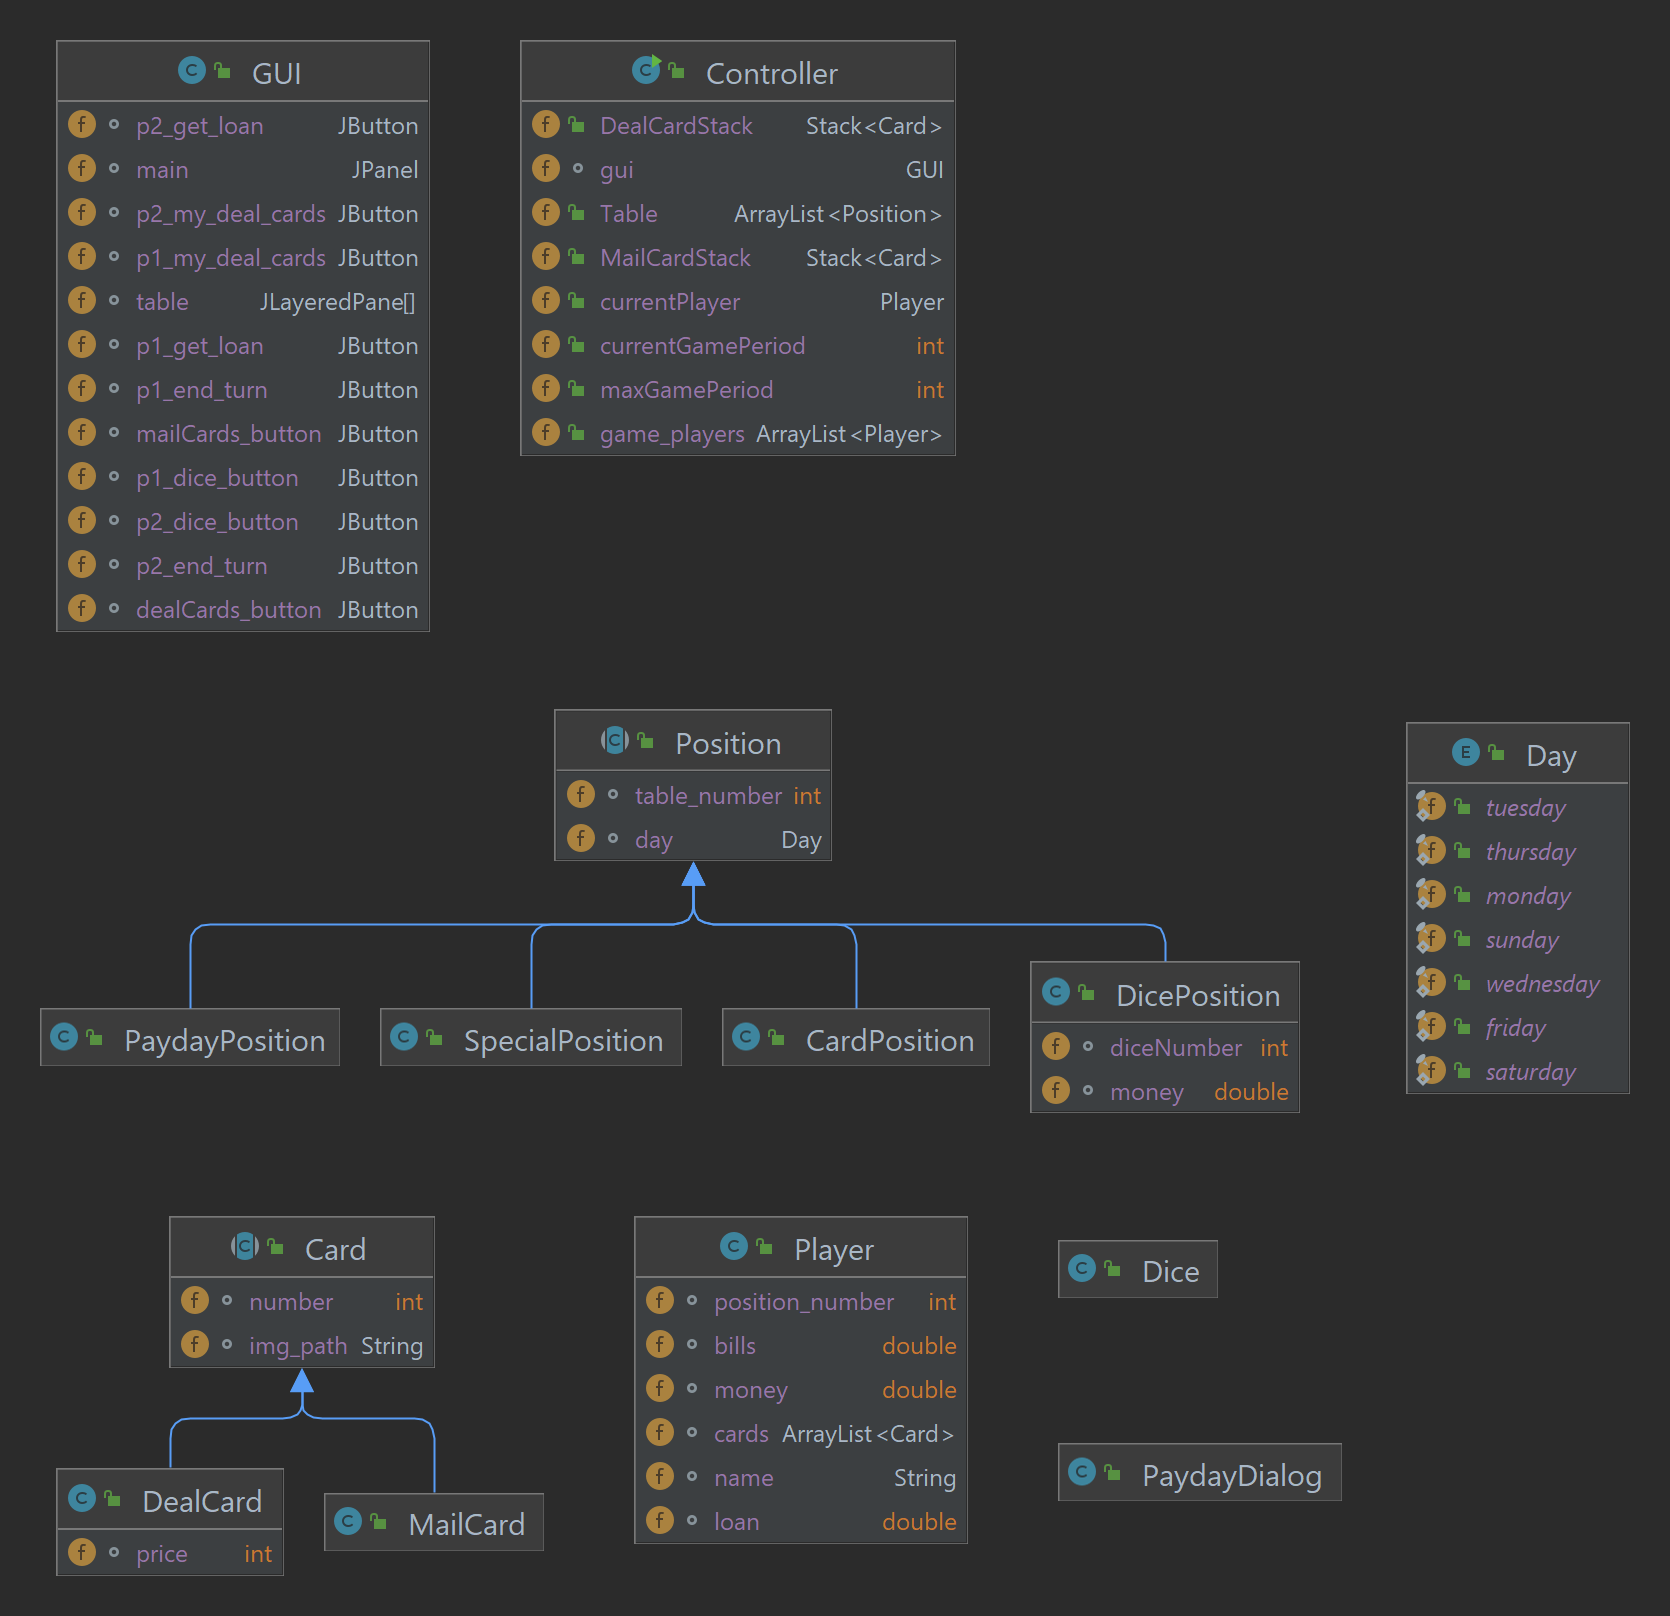 GUI
p2_get_loan JButton
main JPanel
p2_my_deal_cards JButton
p1_my_deal_cards JButton
table JLayeredPane[]
p1_get_loan JButton
p1_end_turn JButton
mailCards_button JButton
p1_dice_button JButton
p2_dice_button JButton
p2_end_turn JButton
dealCards_button JButton
Controller
DealCardStack Stack<Card>
gui GUI
Table ArrayList<Position>
MailCardStack Stack<Card>
currentPlayer Player
currentGamePeriod int
maxGamePeriod int
game_players ArrayList<Player>
Position
table_number int
day Day
Day
tuesday
thursday
monday
sunday
wednesday
friday
saturday
PaydayPosition
SpecialPosition
CardPosition
DicePosition
diceNumber int
money double
Card
number int
img_path String
Player
position_number int
bills double
money double
cards ArrayList<Card>
name String
loan double
Dice
PaydayDialog
DealCard
price int
MailCard